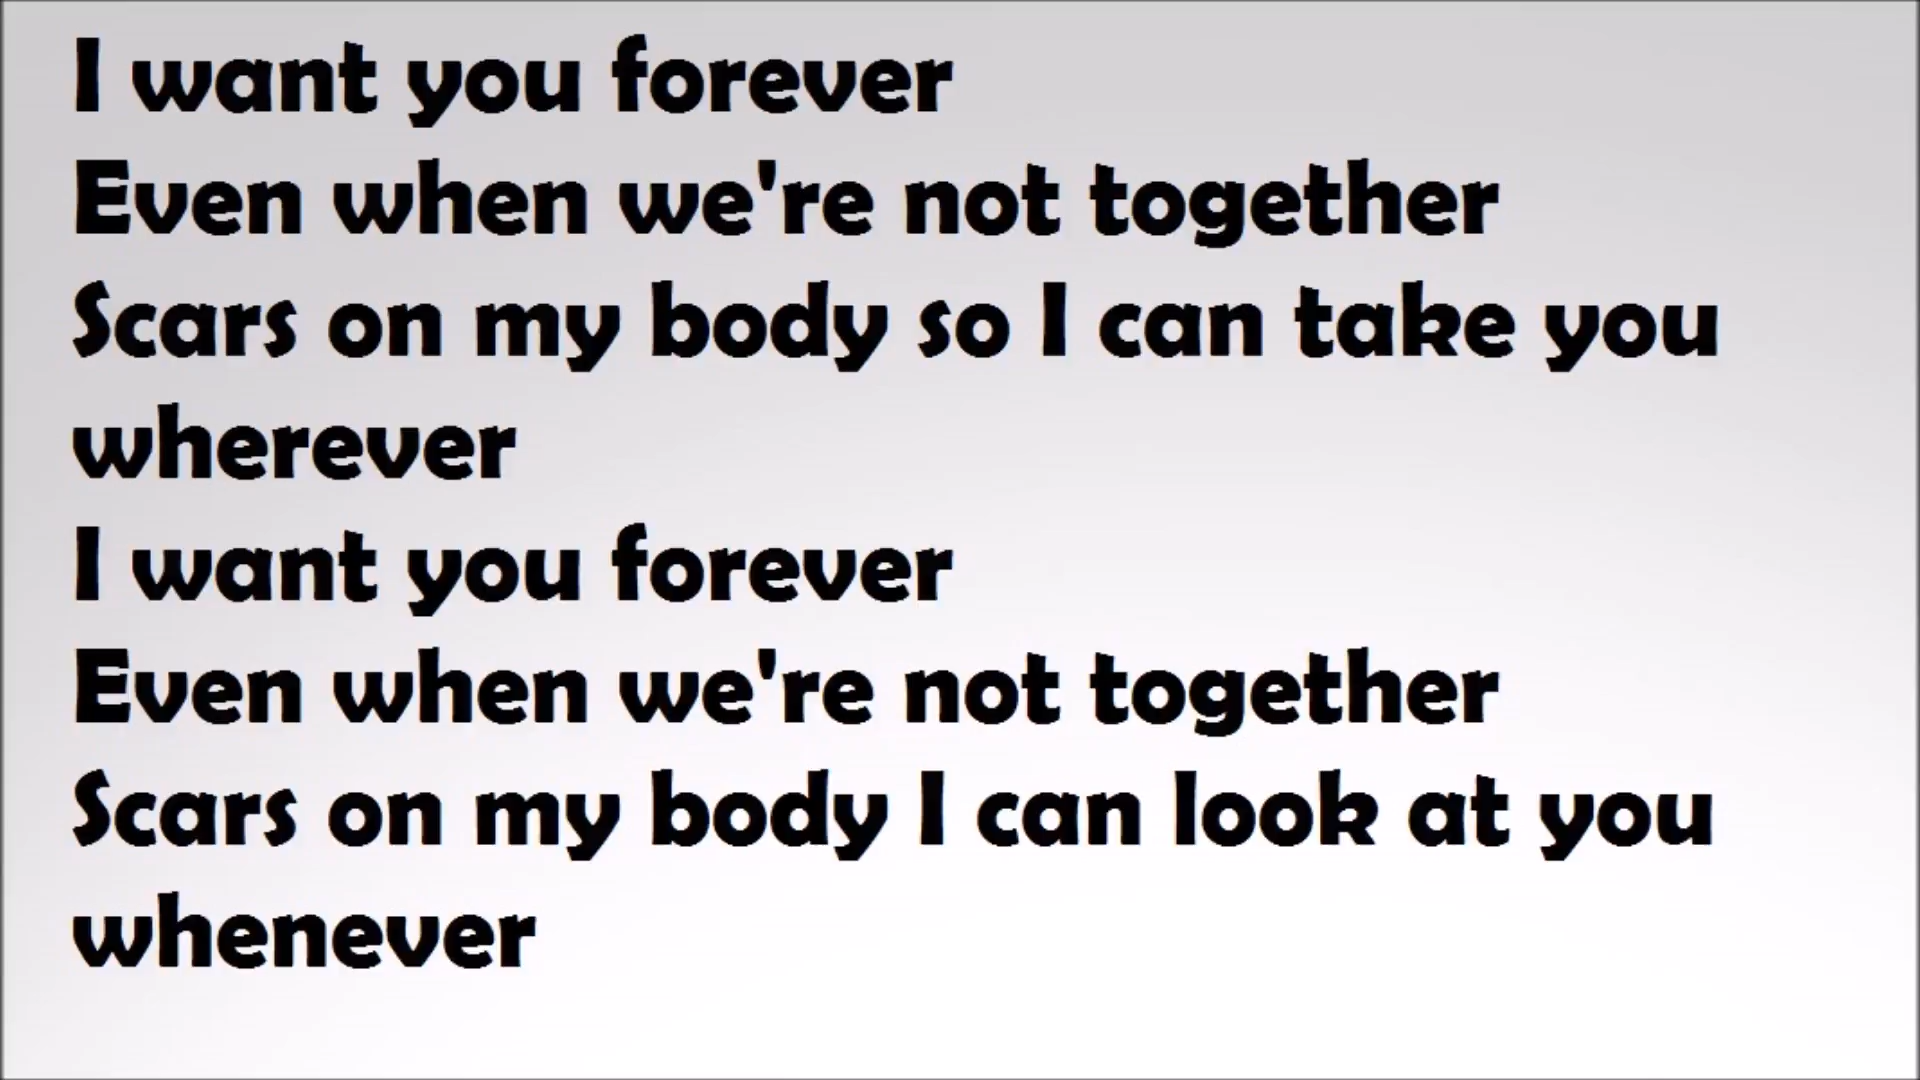 I want you forever
Even when we're not together
Scars on my body so I can take you
wherever
I want you forever
Even when we're not together
Scars on my body I can look at you
whenever